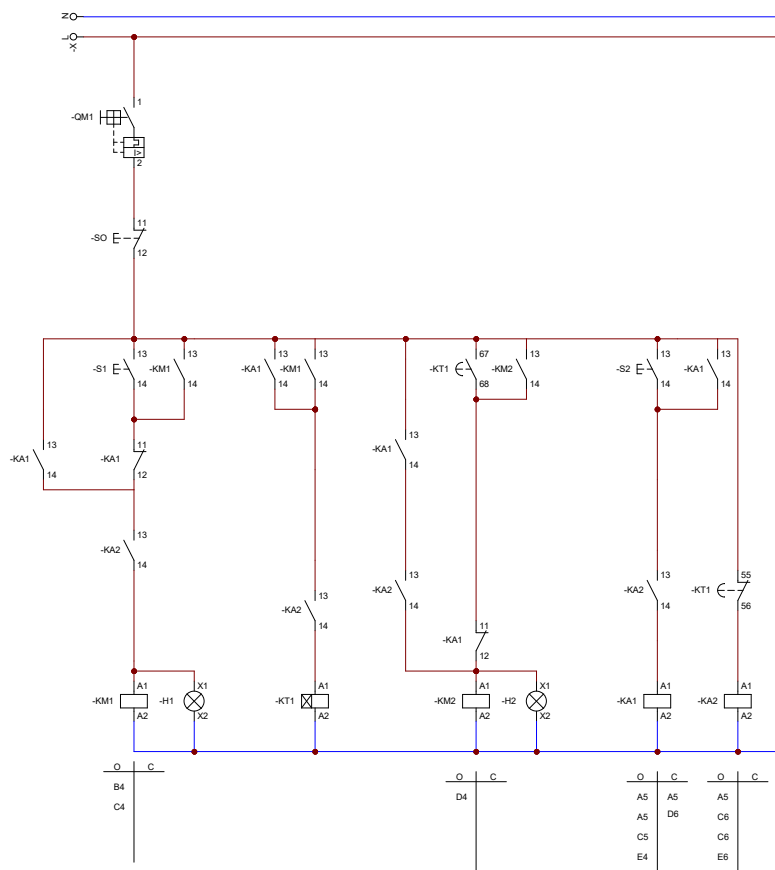 N
L
-X
1
-QM1
I>
2
11
-SO
12
13 13 13 13 67 13 13 13
-S1 -KM1 -KA1 -KM1 -KT1 -KM2 -S2 -KA1
14 14 14 14 68 14 14 14
13 11 13
-KA1 -KA1 -KA1
14 12 14
13
-KA2
14
13 13 13 55
-KA2 -KA2 -KA2 -KT1
14 14 14 56
11
-KA1
12
A1 X1 A1 A1 X1 A1 A1
-KM1 -H1 -KT1 -KM2 -H2 -KA1 -KA2
A2 X2 A2 A2 X2 A2 A2
O C O C O C O C
B4 D4 A5 A5 A5
C4 A5 D6 C6
C5 C6
E4 E6